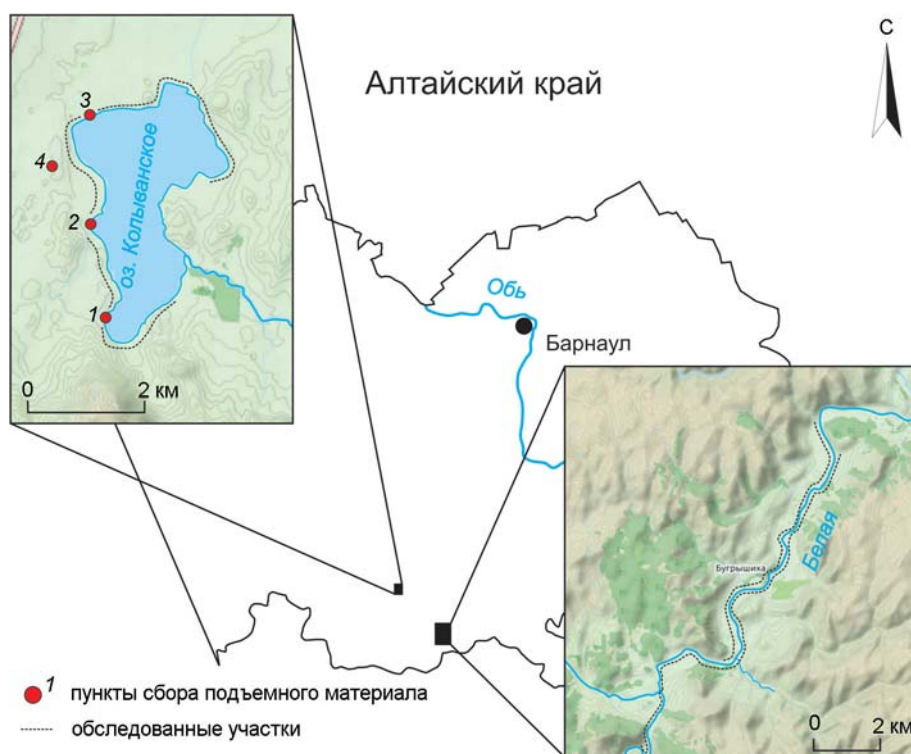 С
Алтайский край
3
4
2
1
оз. Колыванское
0 2 км
Обь
Барнаул
Бугрышиха
Белая
0 2 км
1 пункты сбора подъемного материала
обследованные участки